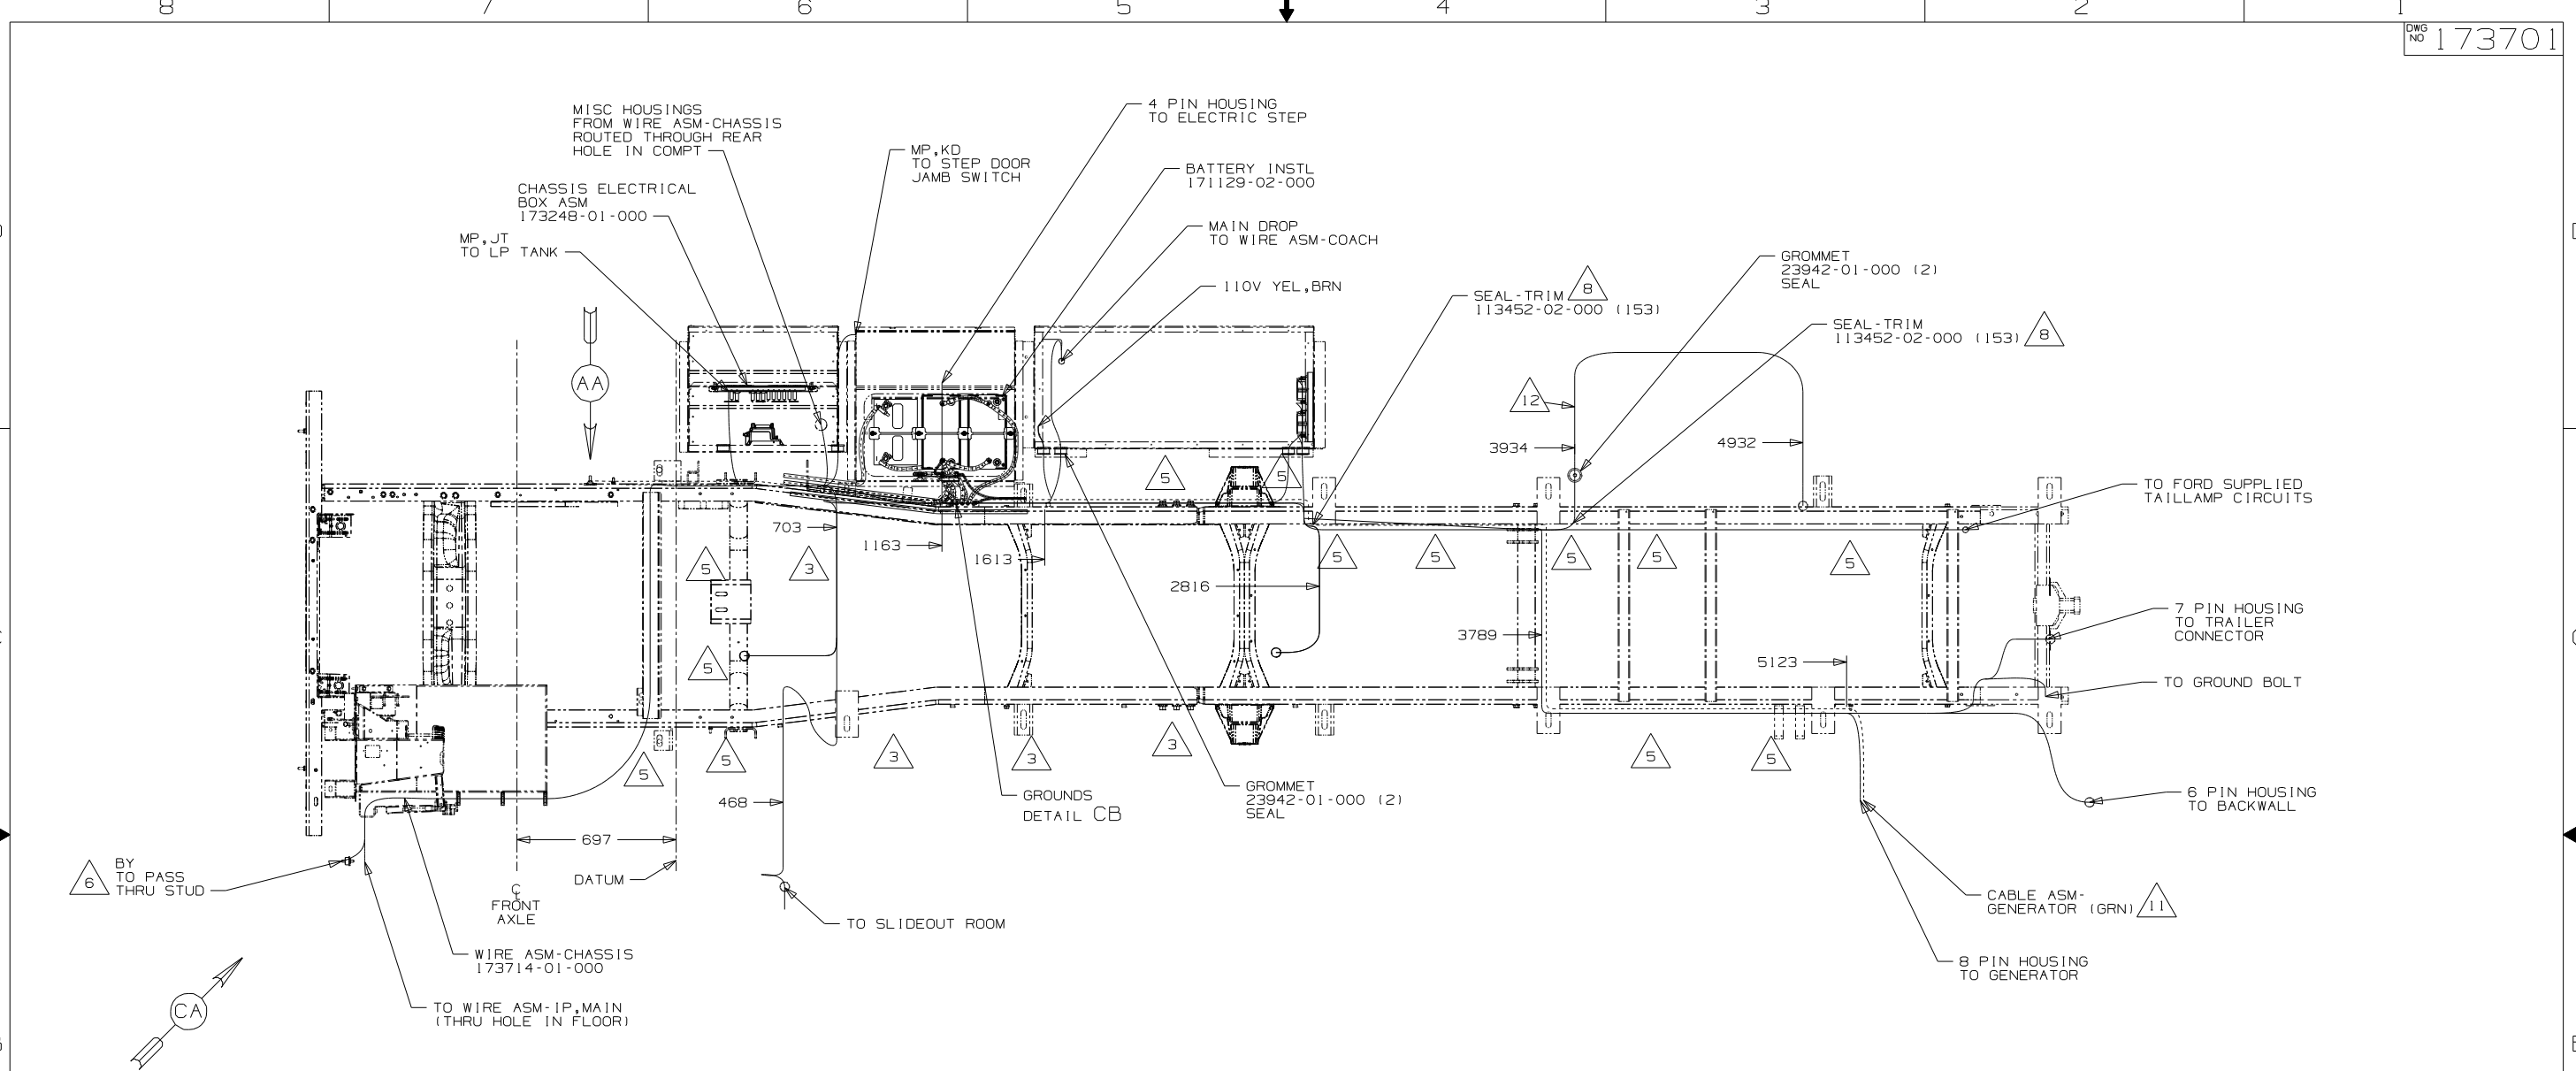 8 7 6 5 4 3 2 1
DWG NO 173701
MISC HOUSINGS
FROM WIRE ASM-CHASSIS
ROUTED THROUGH REAR
HOLE IN COMPT
4 PIN HOUSING
TO ELECTRIC STEP
MP,KD
TO STEP DOOR
JAMB SWITCH
BATTERY INSTL
171129-02-000
CHASSIS ELECTRICAL
BOX ASM
173248-01-000
MAIN DROP
TO WIRE ASM-COACH
MP,JT
TO LP TANK
GROMMET
23942-01-000 (2)
SEAL
110V YEL,BRN
SEAL-TRIM
113452-02-000 (153)
8
SEAL-TRIM
113452-02-000 (153)
8
AA
12
3934
4932
5
5
TO FORD SUPPLIED
TAILLAMP CIRCUITS
703
1163
1613
5
3
5
5
5
5
5
2816
3789
7 PIN HOUSING
TO TRAILER
CONNECTOR
5
5123
TO GROUND BOLT
5
5
3
3
3
5
5
468
GROUNDS
DETAIL CB
GROMMET
23942-01-000 (2)
SEAL
6 PIN HOUSING
TO BACKWALL
697
6
BY
TO PASS
THRU STUD
DATUM
FRONT
AXLE
TO SLIDEOUT ROOM
CABLE ASM-
GENERATOR (GRN)
11
WIRE ASM-CHASSIS
173714-01-000
8 PIN HOUSING
TO GENERATOR
CA
TO WIRE ASM-IP,MAIN
(THRU HOLE IN FLOOR)